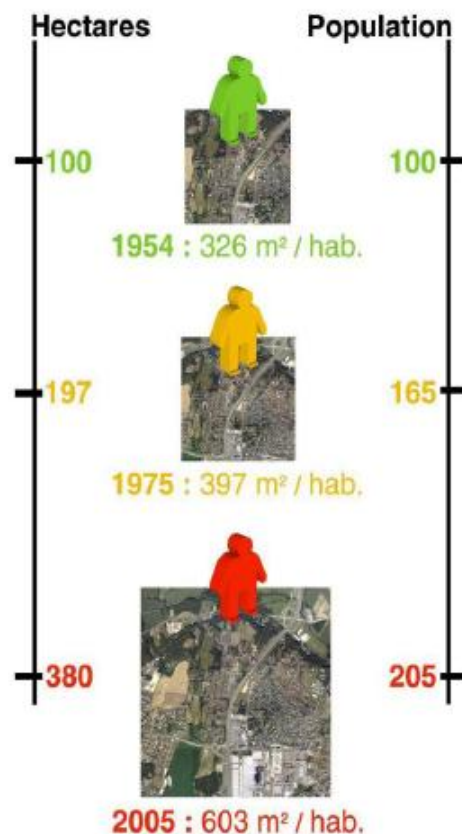 Hectares Population
100 100
1954 : 326 m² / hab.
197 165
1975 : 397 m² / hab.
380 205
2005 : 603 m² / hab.